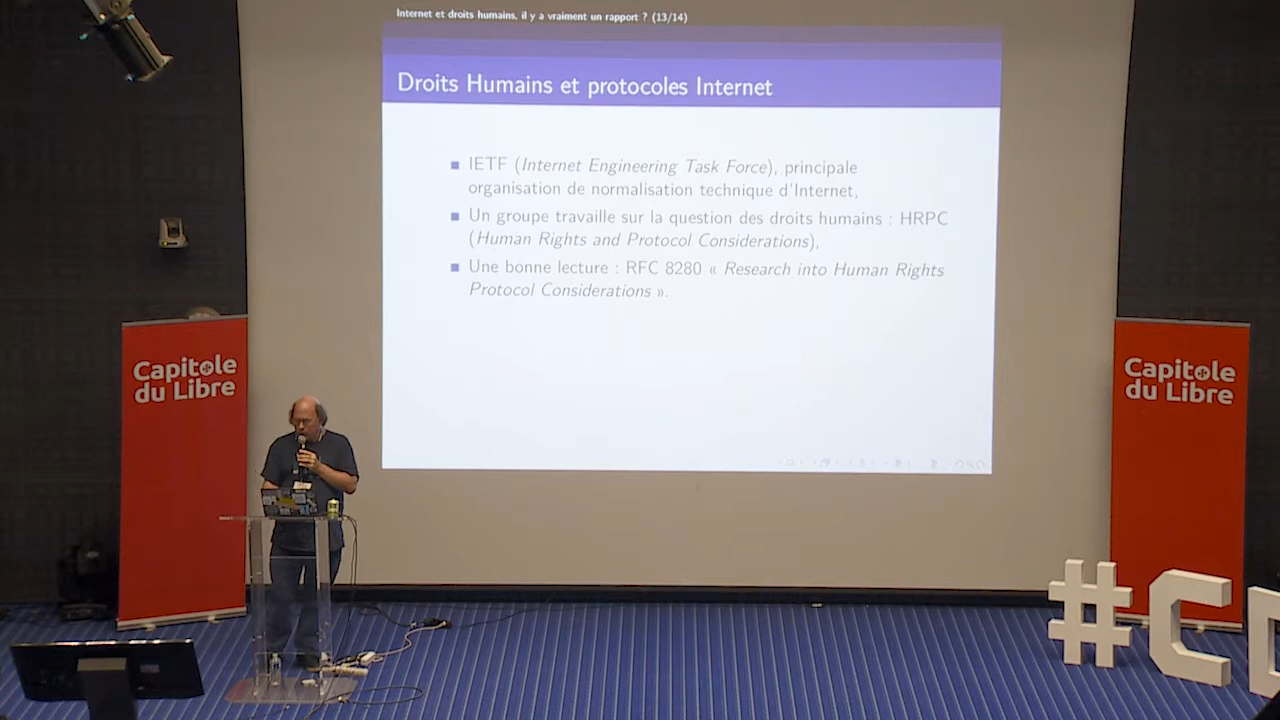 Internet et droits humains, il y a vraiment un rapport ? (13/14)
Droits Humains et protocoles Internet
IETF (Internet Engineering Task Force), principale
organisation de normalisation technique d'Internet,
Un groupe travaille sur la question des droits humains : HRPC
(Human Rights and Protocol Considerations),
Une bonne lecture : RFC 8280 « Research into Human Rights
Protocol Considerations ».
Capitole
du Libre
Capitole
du Libre
#C